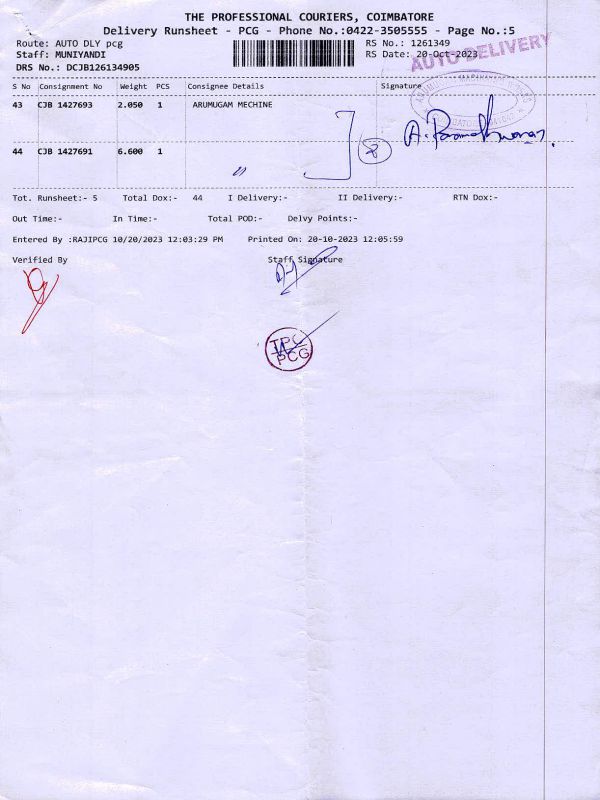 THE PROFESSIONAL COURIERS, COIMBATORE
Delivery Runsheet - PCG - Phone No.:0422-3505555 - Page No.:5
Route: AUTO DLY pcg RS No.: 1261349
Staff: MUNIYANDI RS Date: 20-Oct-2023
DRS No.: DCJB126134905
AUTO DELIVERY
S No Consignment No Weight PCS Consignee Details Signature
43 CJB 1427693 2.050 1 ARUMUGAM MECHINE
8
44 CJB 1427691 6.600 1
"
Tot. Runsheet:- 5 Total Dox:- 44 I Delivery:- II Delivery:- RTN Dox:-
Out Time:- In Time:- Total POD:- Delvy Points:-
Entered By :RAJIPCG 10/20/2023 12:03:29 PM Printed On: 20-10-2023 12:05:59
Verified By Staff Signature
TPC
PCG